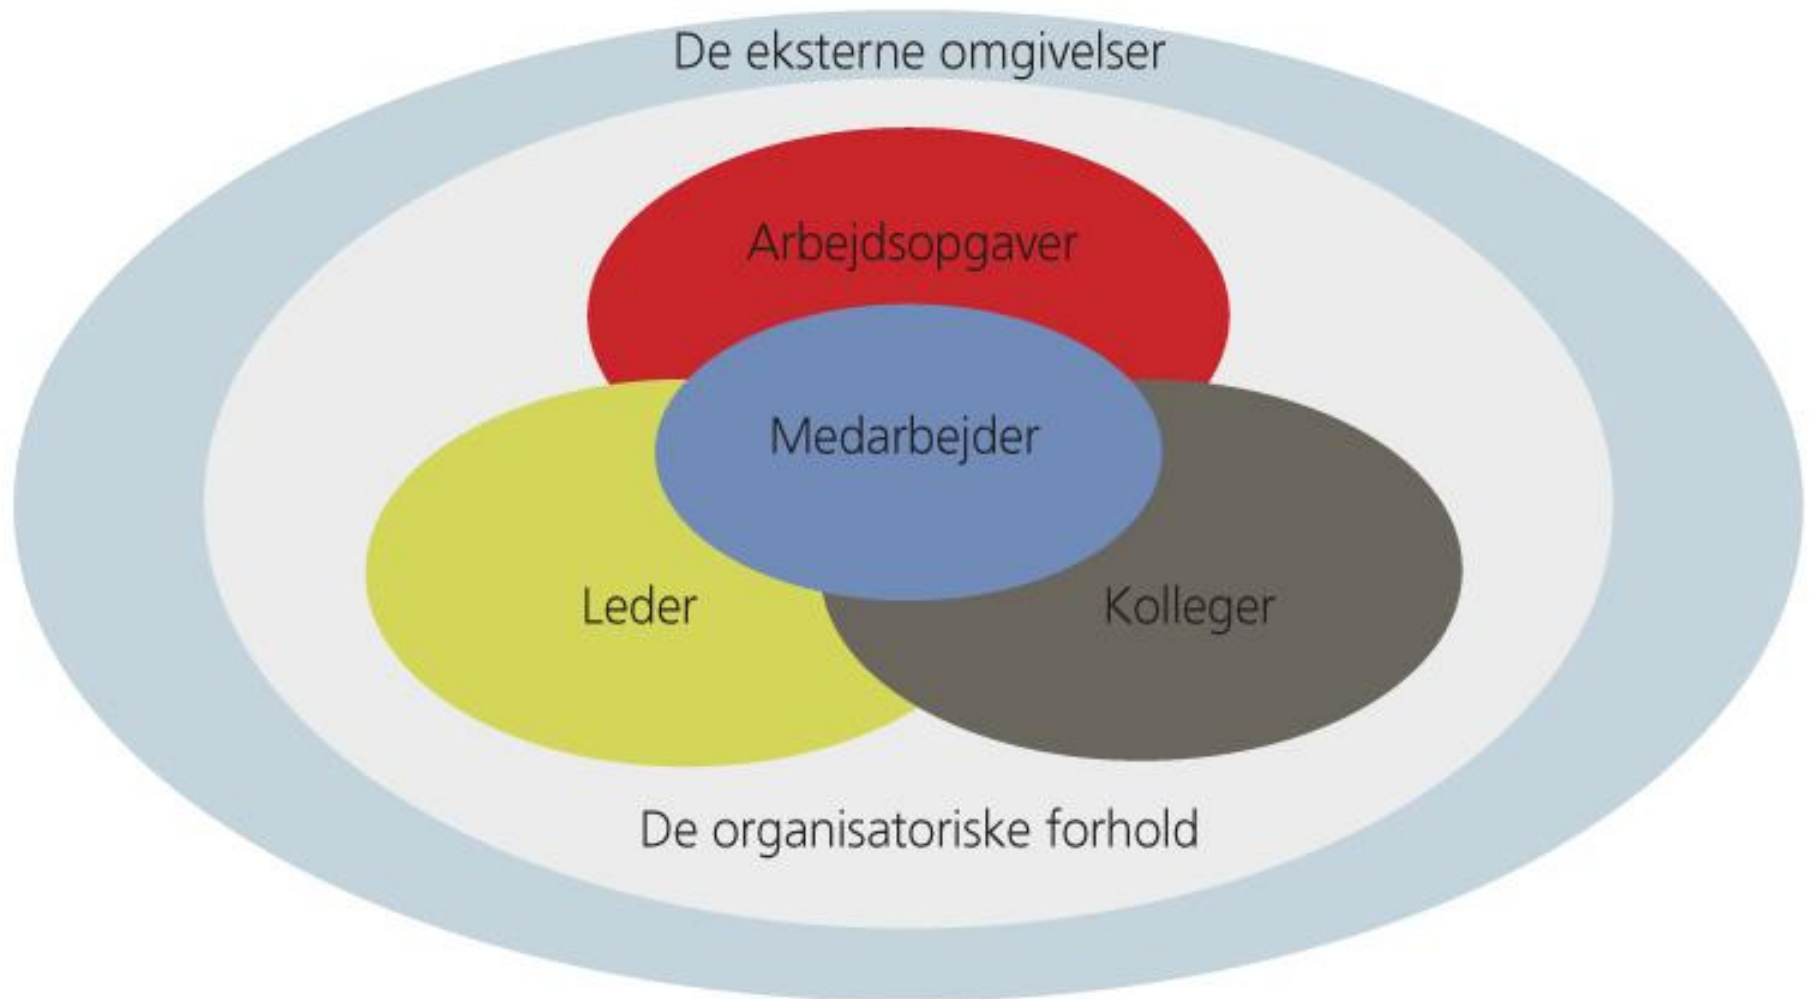 De eksterne omgivelser
Arbejdsopgaver
Medarbejder
Leder
Kolleger
De organisatoriske forhold